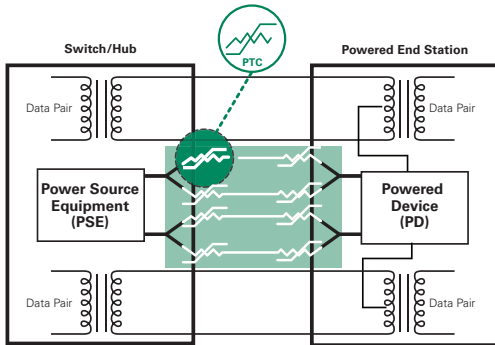 PTC
Switch/Hub
Powered End Station
Data Pair
Data Pair
Power Source
Equipment
(PSE)
Powered
Device
(PD)
Data Pair
Data Pair